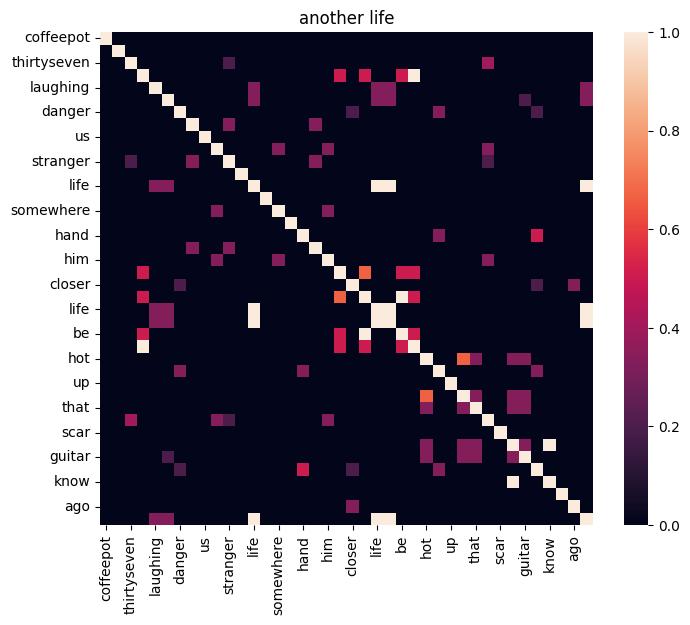 another life
coffeepot
thirtyseven
laughing
danger
us
stranger
life
somewhere
hand
him
closer
life
be
hot
up
that
scar
guitar
know
ago
coffeepot
thirtyseven
laughing
danger
us
stranger
life
somewhere
hand
him
closer
life
be
hot
up
that
scar
guitar
know
ago
1.0
0.8
0.6
0.4
0.2
0.0